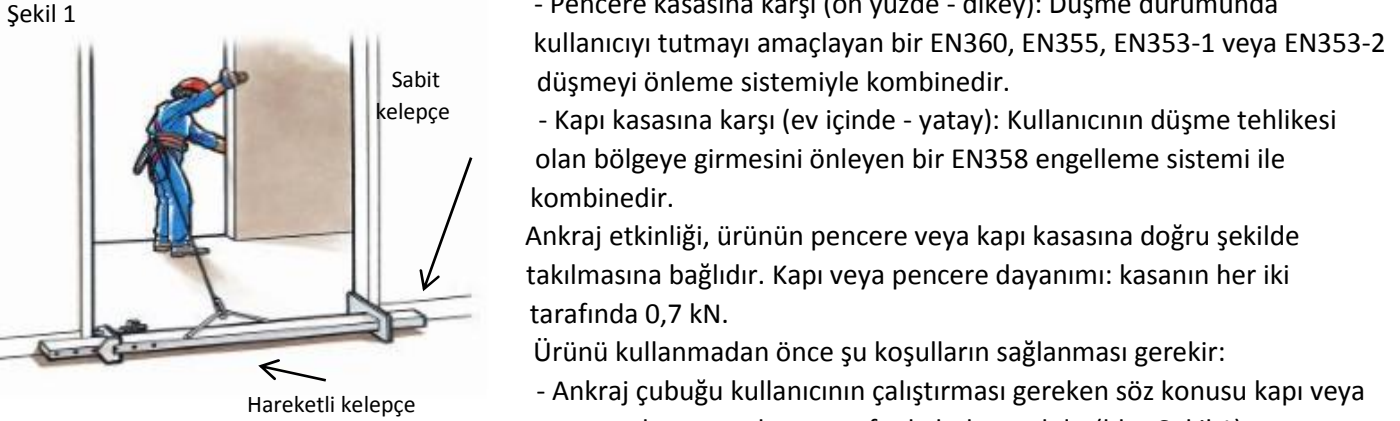 Şekil 1
Sabit
kelepçe
Hareketli kelepçe
- Pencere kasasına karşı (ön yüzde - dikey): Düşme durumunda
kullanıcıyı tutmayı amaçlayan bir EN360, EN355, EN353-1 veya EN353-2
düşmeyi önleme sistemiyle kombinedir.
- Kapı kasasına karşı (ev içinde - yatay): Kullanıcının düşme tehlikesi
olan bölgeye girmesini önleyen bir EN358 engelleme sistemi ile
kombinedir.
Ankraj etkinliği, ürünün pencere veya kapı kasasına doğru şekilde
takılmasına bağlıdır. Kapı veya pencere dayanımı: kasanın her iki
tarafında 0,7 kN.
Ürünü kullanmadan önce şu koşulların sağlanması gerekir:
- Ankraj çubuğu kullanıcının çalıştırması gereken söz konusu kapı veya